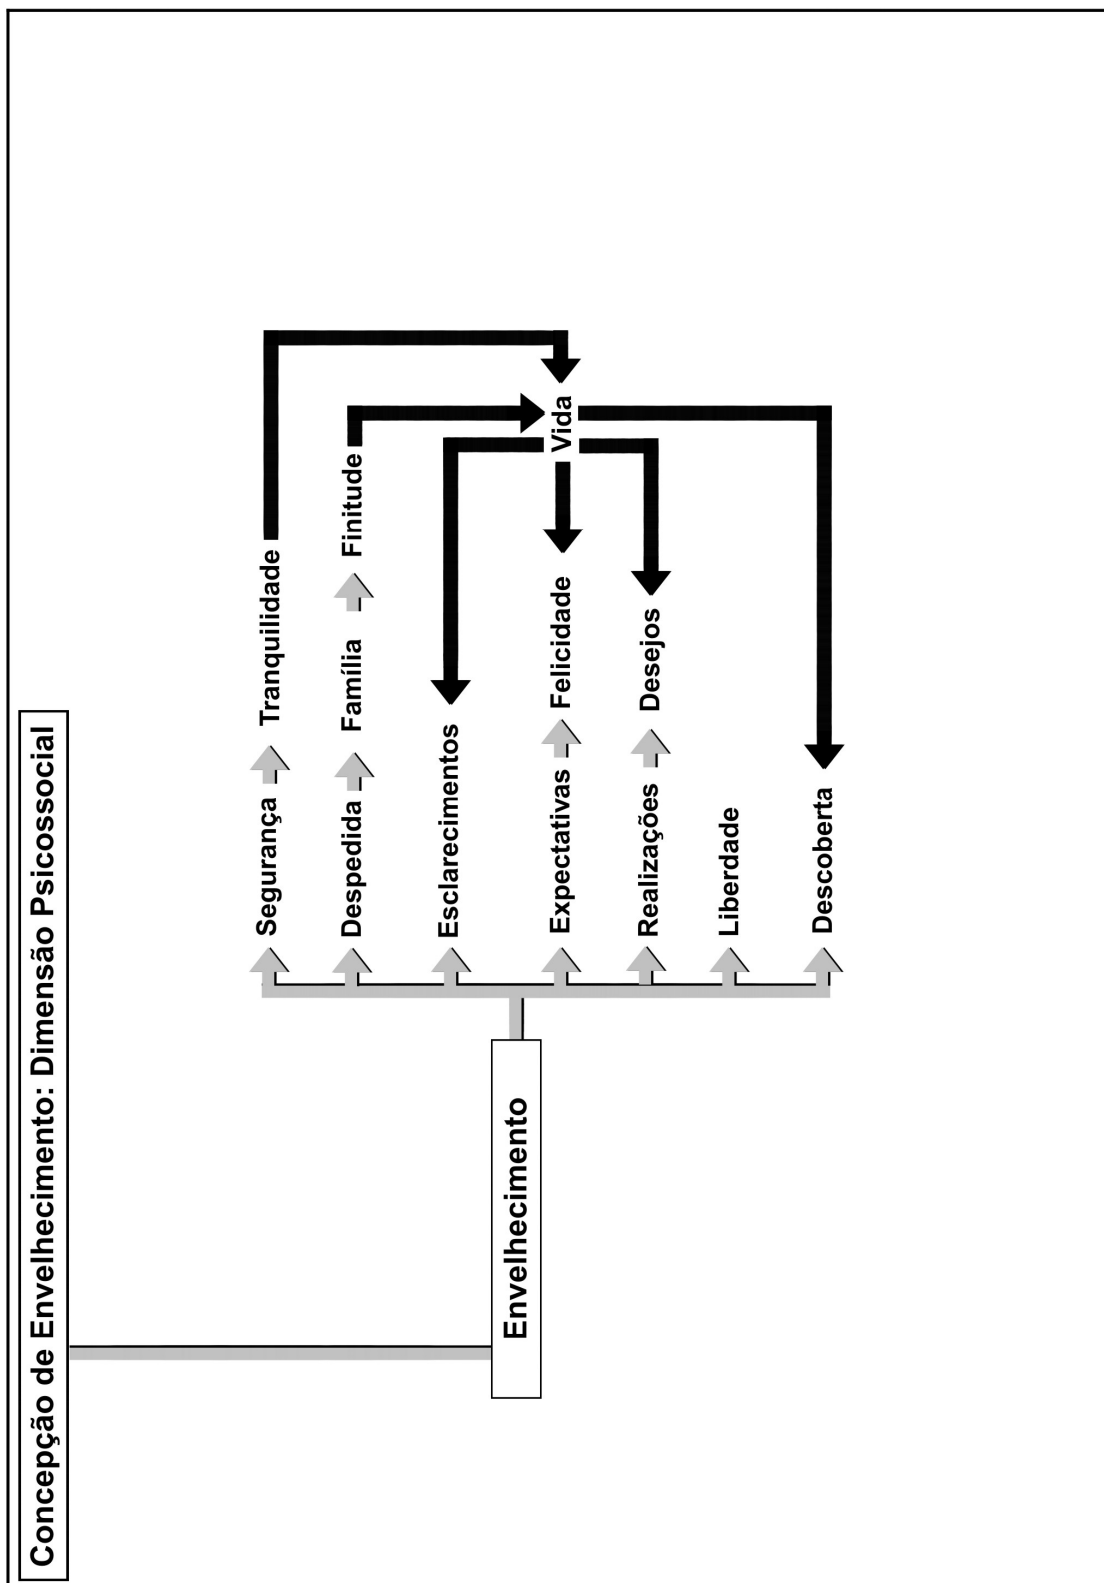 Concepção de Envelhecimento: Dimensão Psicossocial
Envelhecimento
Segurança
Tranquilidade
Despedida
Família
Finitude
Esclarecimentos
Expectativas
Felicidade
Vida
Realizações
Desejos
Liberdade
Descoberta